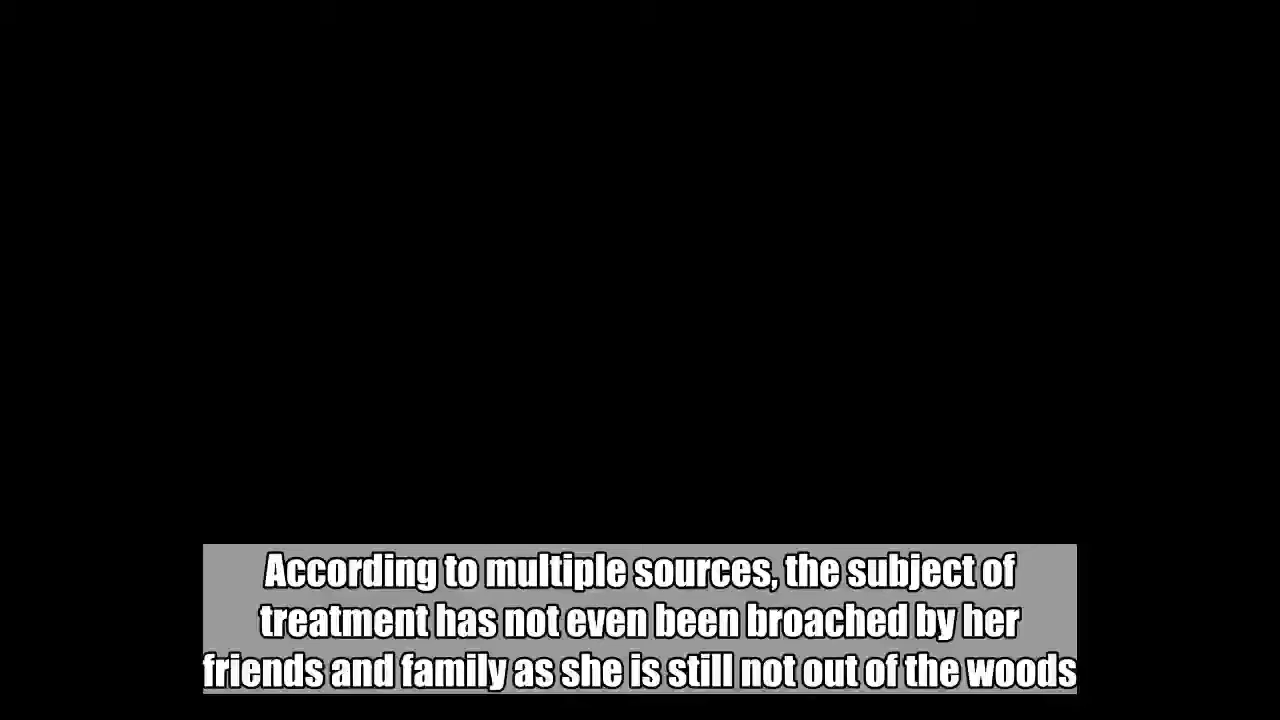 According to multiple sources, the subject of
treatment has not even been broached by her
friends and family as she is still not out of the woods